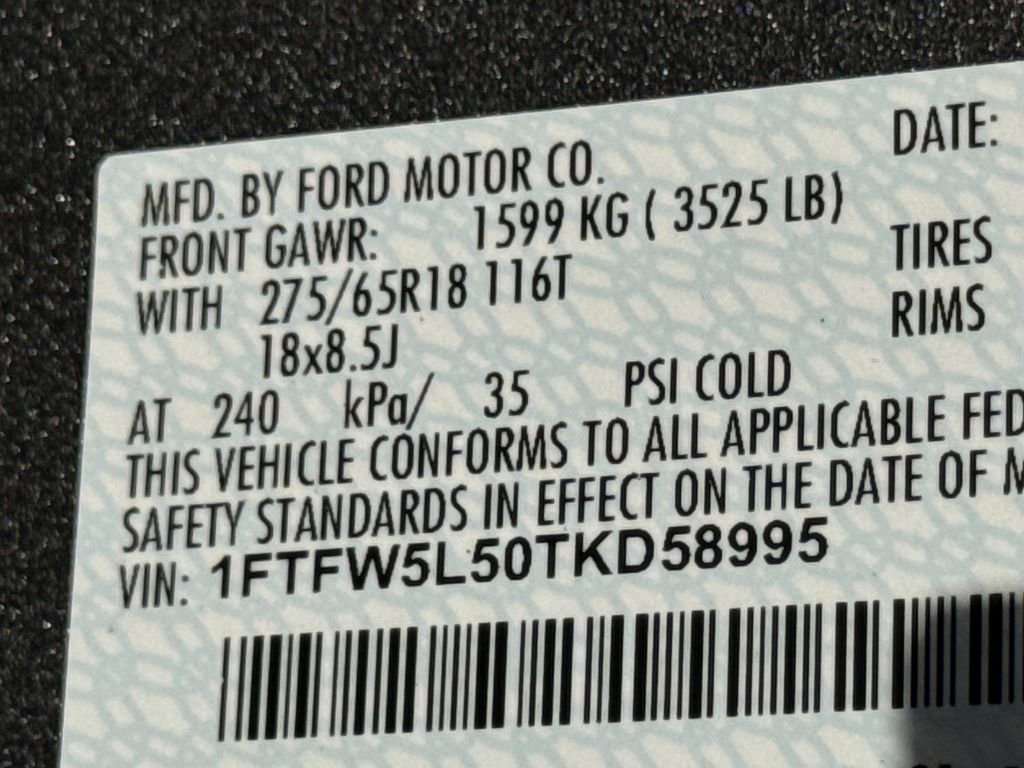 MFD. BY FORD MOTOR CO. DATE:
FRONT GAWR: 1599 KG ( 3525 LB)
WITH 275/65R18 116T TIRES
18x8.5J RIMS
AT 240 kPa/ 35 PSI COLD
THIS VEHICLE CONFORMS TO ALL APPLICABLE FED
SAFETY STANDARDS IN EFFECT ON THE DATE OF M
VIN: 1FTFW5L50TKD58995